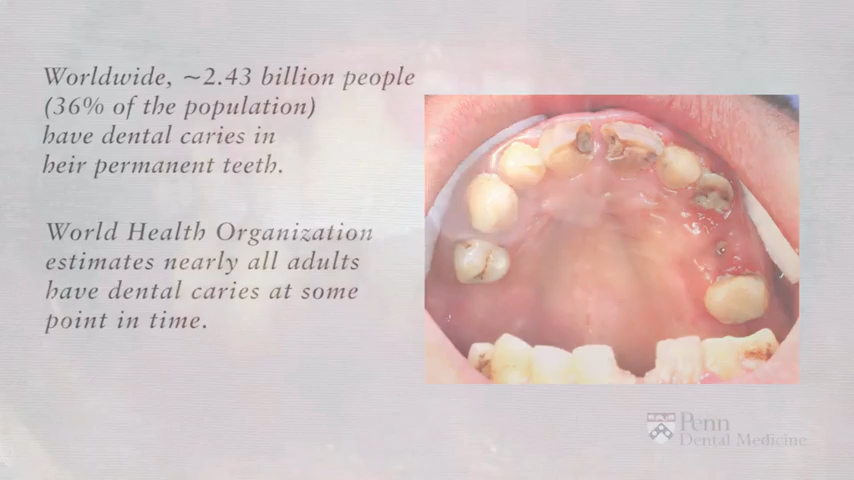 Worldwide, ~2.43 billion people
(36% of the population)
have dental caries in
heir permanent teeth.
World Health Organization
estimates nearly all adults
have dental caries at some
point in time.
Penn
Dental Medicine